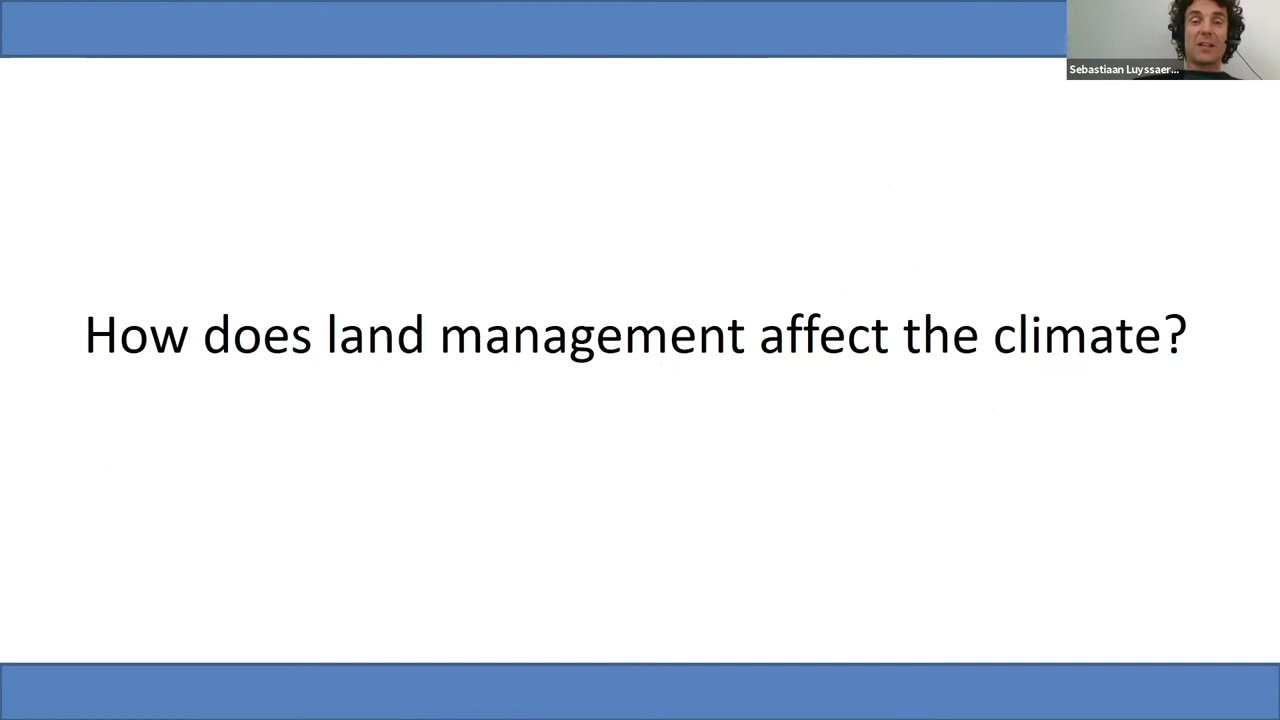 Sebastiaan Luyssaer...
How does land management affect the climate?